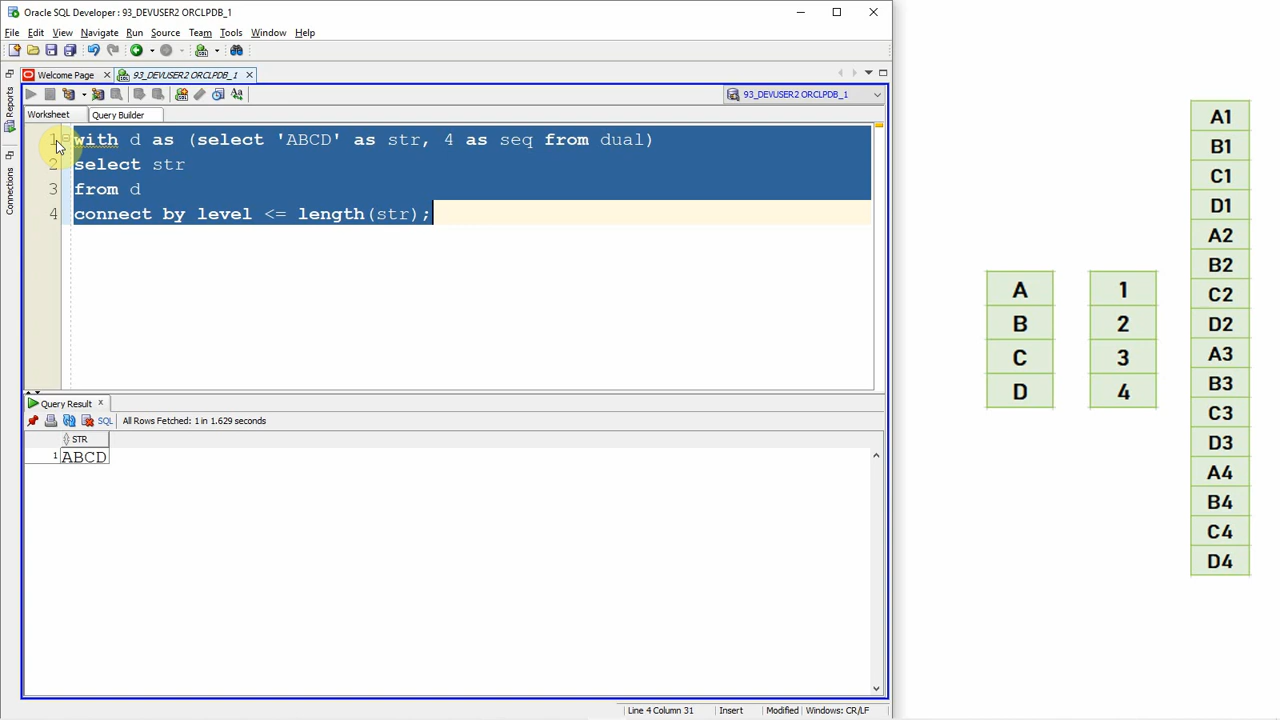 Oracle SQL Developer : 93_DEVUSER2 ORCLPDB_1
File Edit View Navigate Run Source Team Tools Window Help
Welcome Page
93_DEVUSER2 ORCLPDB_1
Reports
Connections
93_DEVUSER2 ORCLPDB_1
Worksheet Query Builder
1 with d as (select 'ABCD' as str, 4 as seq from dual)
2 select str
3 from d
4 connect by level <= length(str);
Query Result
SQL All Rows Fetched: 1 in 1.629 seconds
STR
1 ABCD
Line 4 Column 31 Insert Modified Windows: CR/LF
A 1
B 2
C 3
D 4
A1
B1
C1
D1
A2
B2
C2
D2
A3
B3
C3
D3
A4
B4
C4
D4